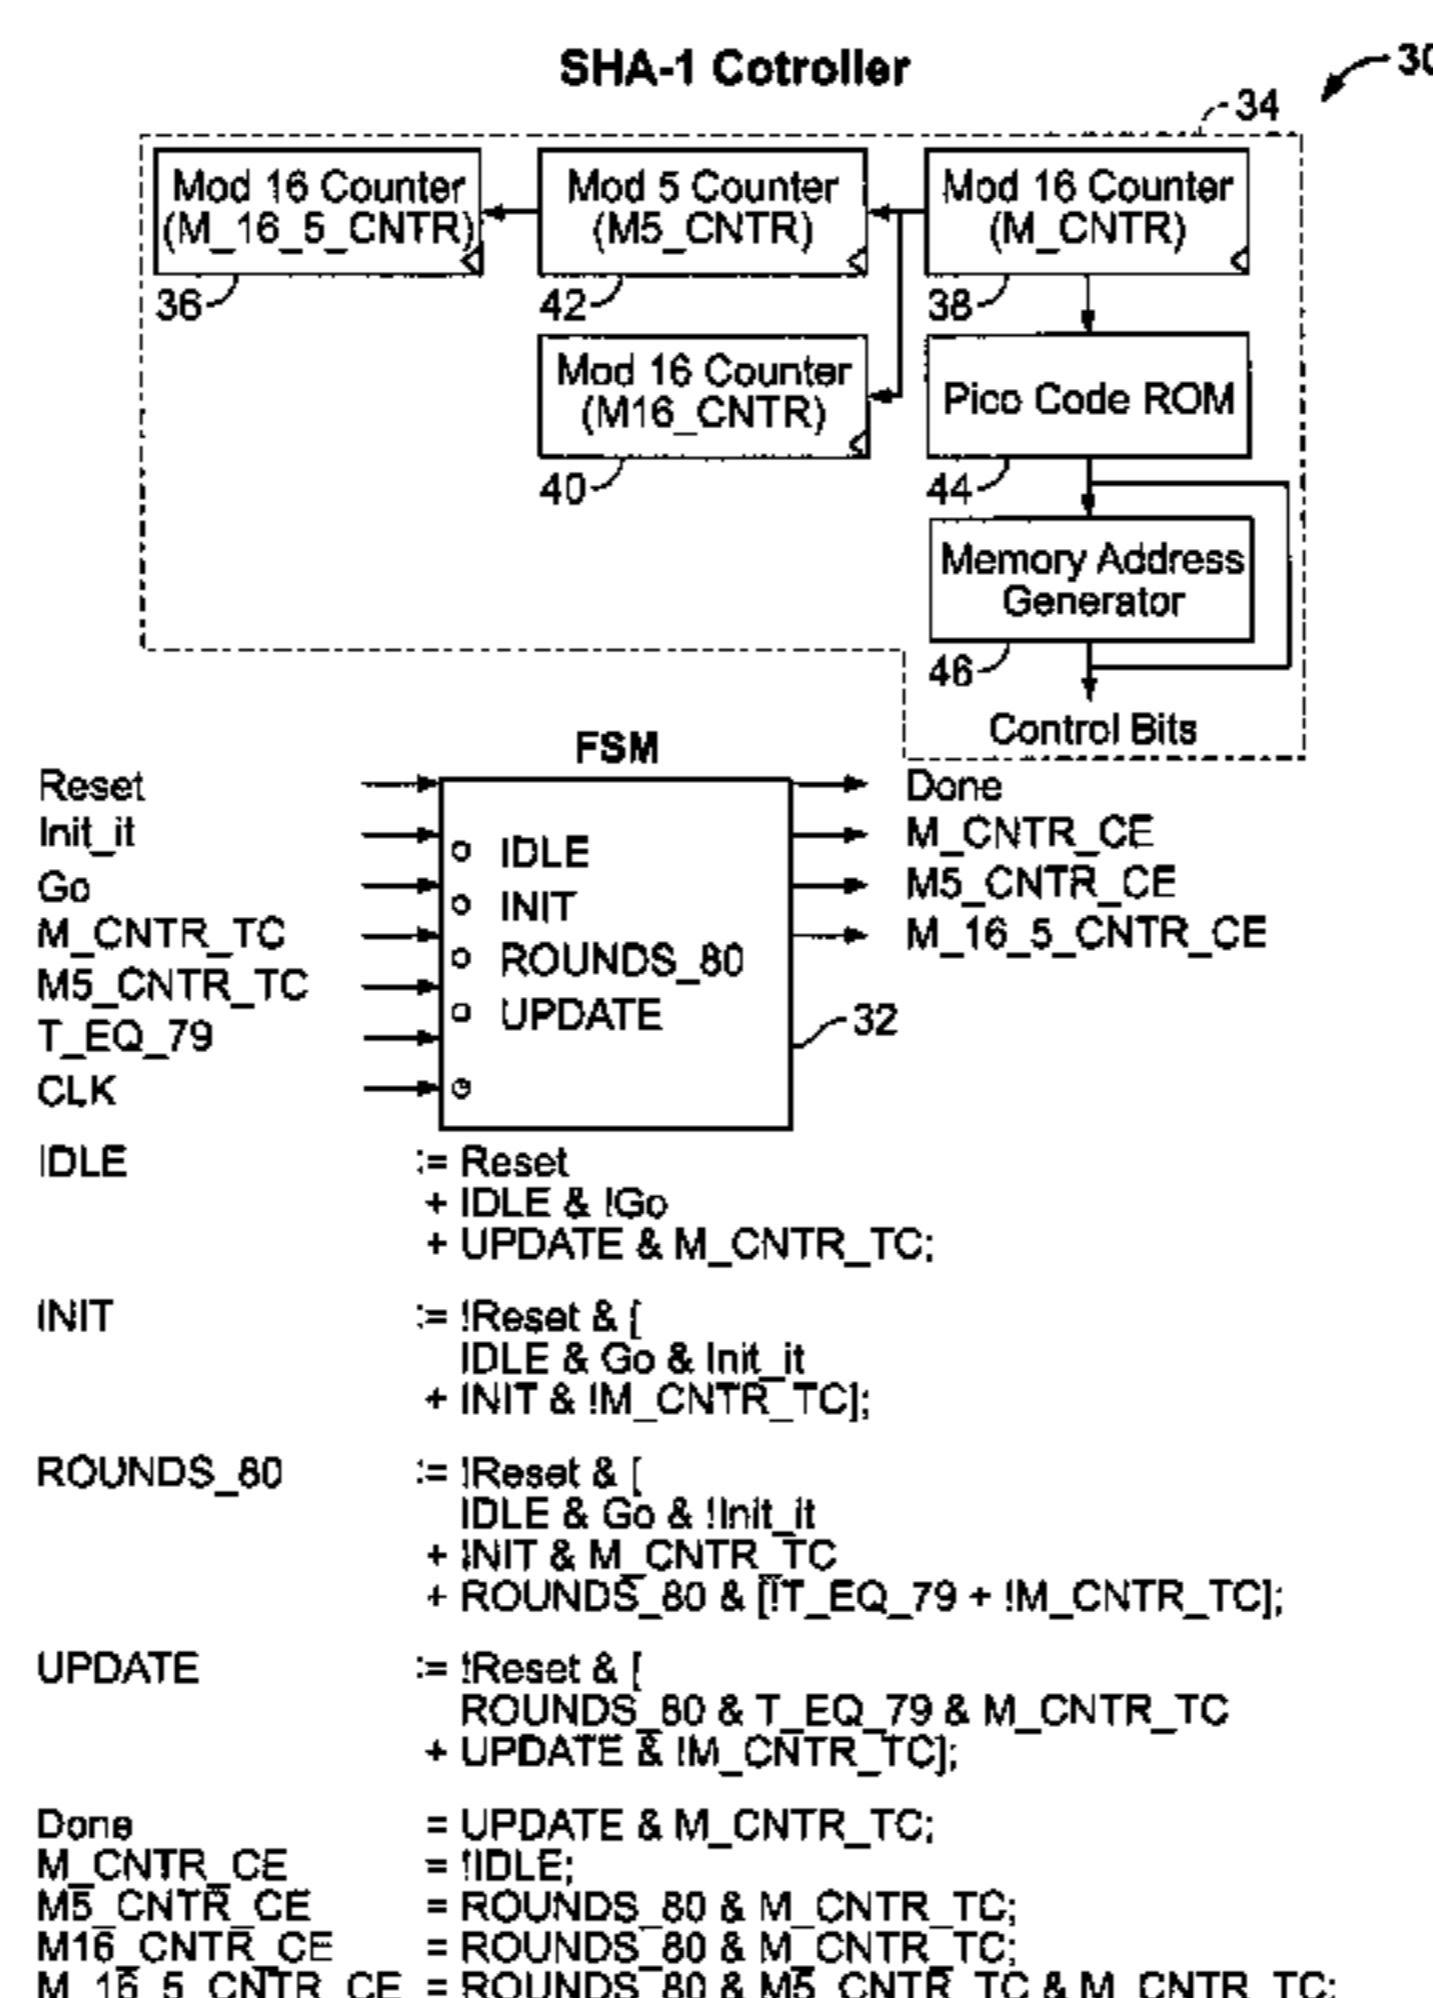 SHA-1 Cotroller
30
34
Mod 16 Counter
(M_16_5_CNTR)
36
Mod 5 Counter
(M5_CNTR)
42
Mod 16 Counter
(M_CNTR)
38
Mod 16 Counter
(M16_CNTR)
40
Pico Code ROM
44
Memory Address
Generator
46
Control Bits
FSM
Reset
Init_it
Go
M_CNTR_TC
M5_CNTR_TC
T_EQ_79
CLK
IDLE
INIT
ROUNDS_80
UPDATE
32
Done
M_CNTR_CE
M5_CNTR_CE
M_16_5_CNTR_CE
IDLE := Reset
+ IDLE & !Go
+ UPDATE & M_CNTR_TC;
INIT := !Reset & [
IDLE & Go & Init_it
+ INIT & !M_CNTR_TC];
ROUNDS_80 := !Reset & [
IDLE & Go & !Init_it
+ INIT & M_CNTR_TC
+ ROUNDS_80 & [!T_EQ_79 + !M_CNTR_TC];
UPDATE := !Reset & [
ROUNDS_80 & T_EQ_79 & M_CNTR_TC
+ UPDATE & !M_CNTR_TC];
Done = UPDATE & M_CNTR_TC;
M_CNTR_CE = !IDLE;
M5_CNTR_CE = ROUNDS_80 & M_CNTR_TC;
M16_CNTR_CE = ROUNDS_80 & M_CNTR_TC;
M_16_5_CNTR_CE = ROUNDS_80 & M5_CNTR_TC & M_CNTR_TC;